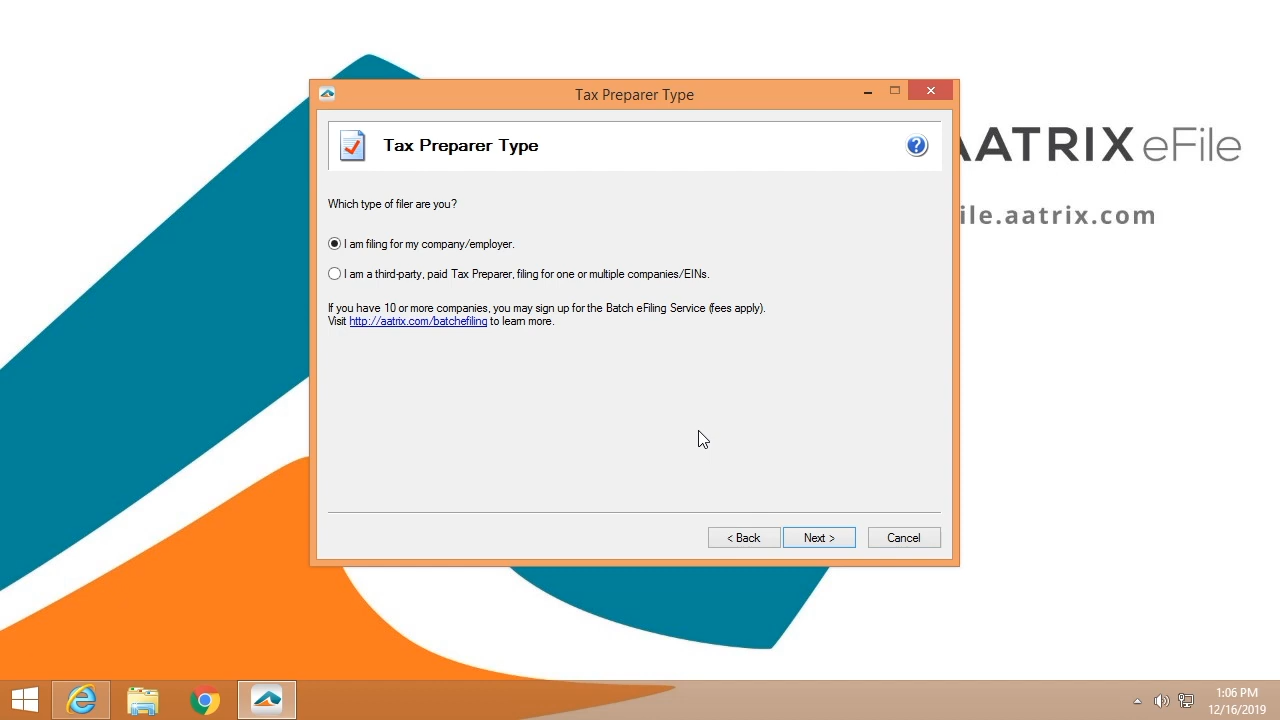 Tax Preparer Type
Tax Preparer Type
?
AATRIX eFile
ile.aatrix.com
Which type of filer are you?
I am filing for my company/employer.
I am a third-party, paid Tax Preparer, filing for one or multiple companies/EINs.
If you have 10 or more companies, you may sign up for the Batch eFiling Service (fees apply).
Visit http://aatrix.com/batchefiling to learn more.
< Back Next > Cancel
1:06 PM
12/16/2019